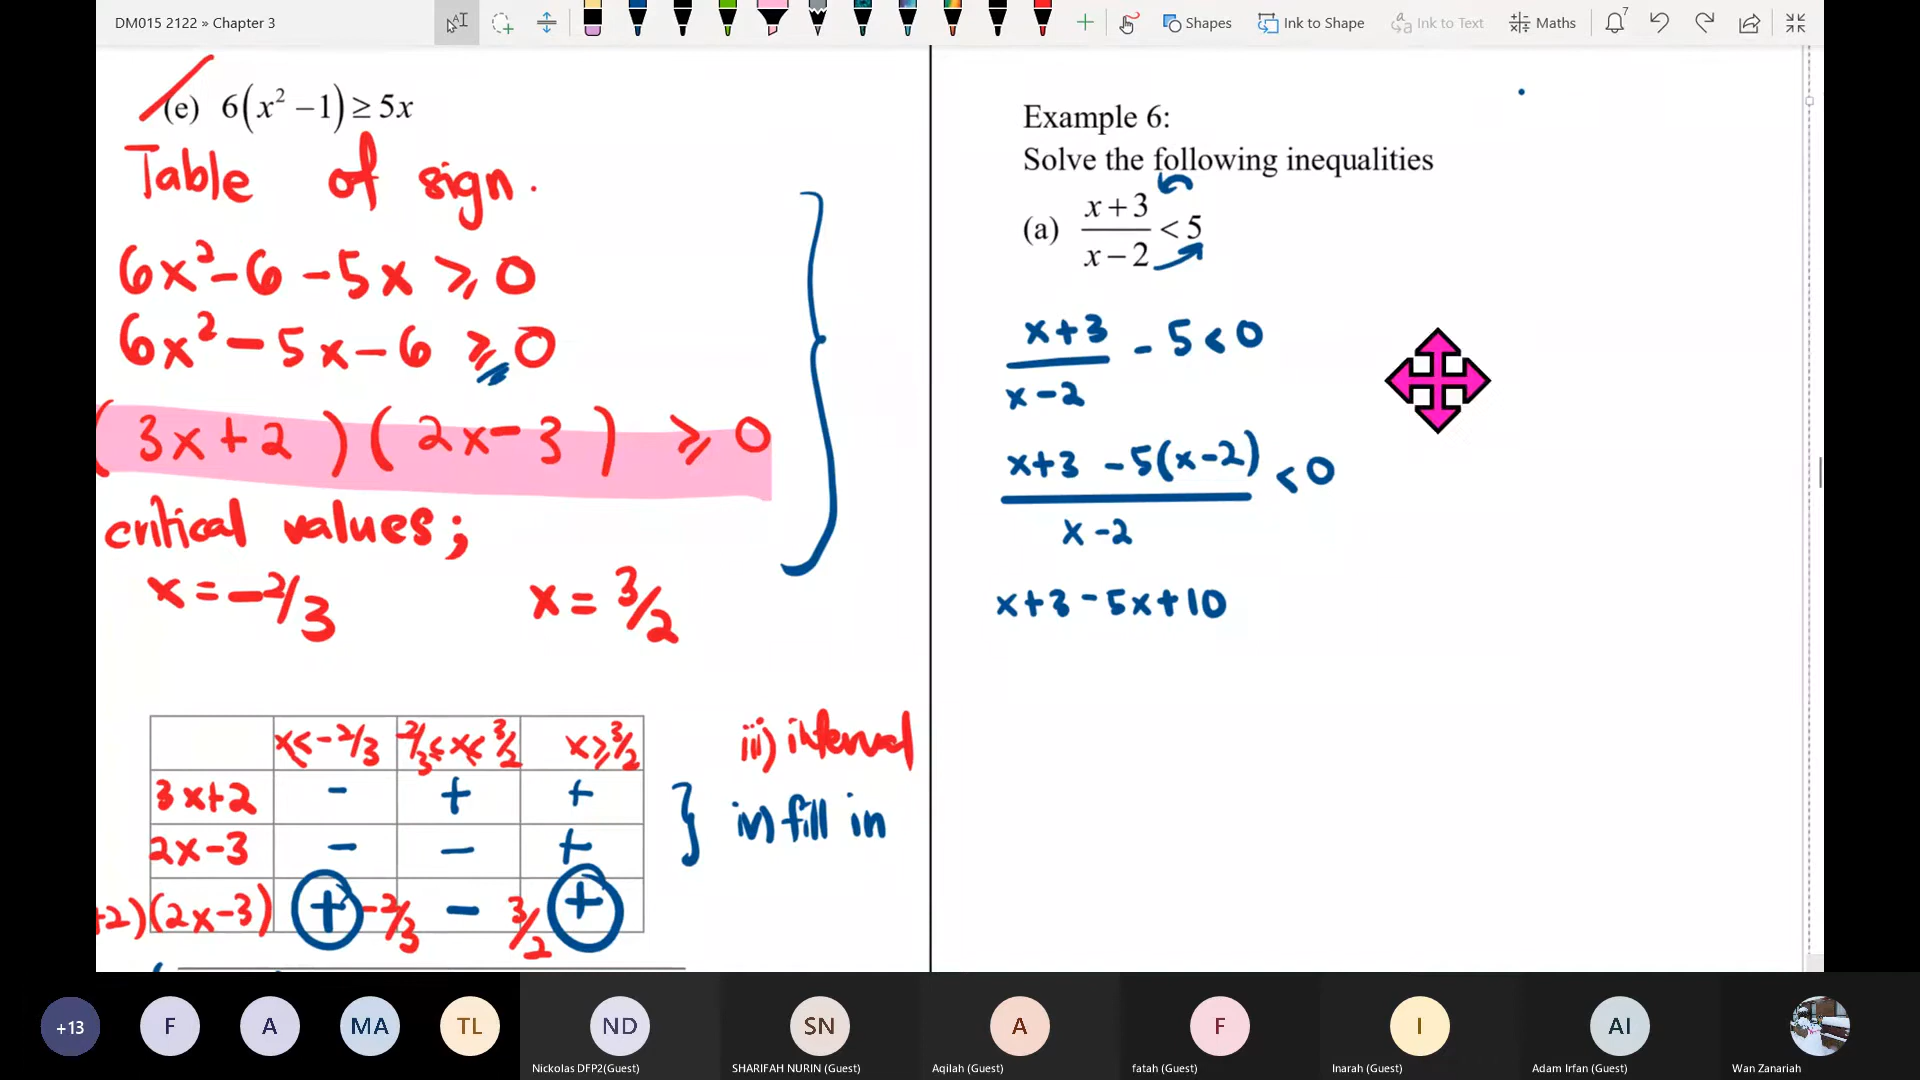 DM015 2122 » Chapter 3
Shapes
Ink to Shape
Ink to Text
Maths
7
(e) 6(x² − 1) ≥ 5x
Table of sign.
6x² - 6 - 5x ≥ 0
6x² - 5x - 6 ≥ 0
(3x+2)(2x-3) ≥ 0
critical values;
x = -2/3 x = 3/2
x ≤ -2/3 -2/3 ≤ x ≤ 3/2 x ≥ 3/2
iii) interval
3x+2 - + +
2x-3 - - +
iv) fill in
+2)(2x-3) + -2/3 - 3/2 +
Example 6:
Solve the following inequalities
(a) x+3 / x−2 < 5
x+3 / x-2 - 5 < 0
x+3 - 5(x-2) / x-2 < 0
x+3 - 5x + 10
+13
F
A
MA
TL
ND
SN
A
F
I
AI
Nickolas DFP2(Guest)
SHARIFAH NURIN (Guest)
Aqilah (Guest)
fatah (Guest)
Inarah (Guest)
Adam Irfan (Guest)
Wan Zanariah